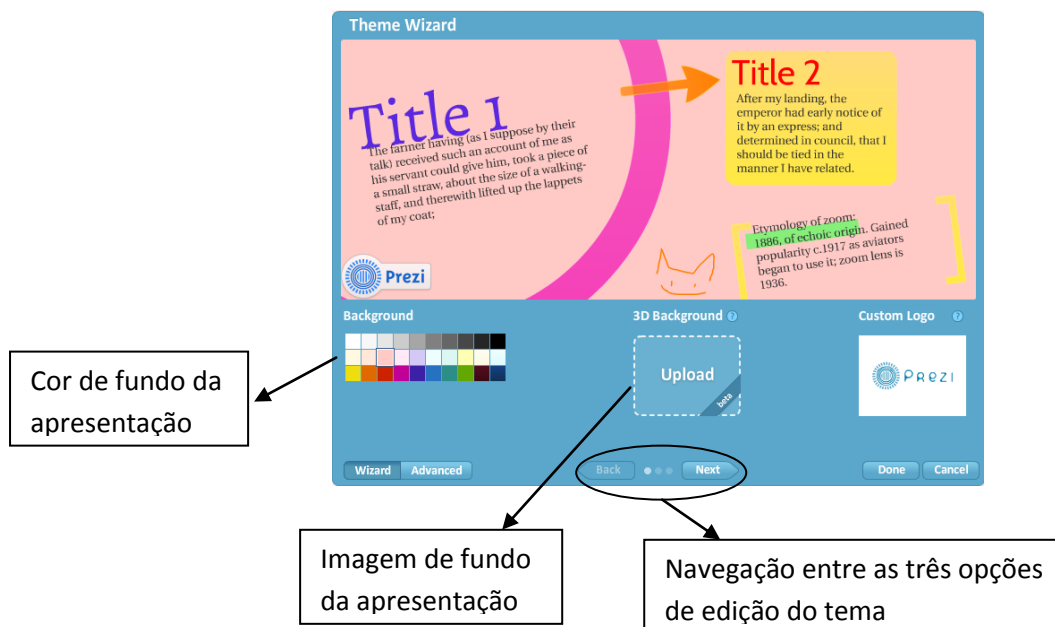 Theme Wizard
Title 1
The farmer having (as I suppose by their
talk) received such an account of me as
his servant could give him, took a piece of
a small straw, about the size of a walking-
staff, and therewith lifted up the lappets
of my coat;
Title 2
After my landing, the
emperor had early notice of
it by an express; and
determined in council, that I
should be tied in the
manner I have related.
Etymology of zoom:
1886, of echoic origin. Gained
popularity c.1917 as aviators
began to use it; zoom lens is
1936.
Prezi
Background
3D Background ?
Custom Logo ?
Upload
beta
PREZI
Cor de fundo da
apresentação
Wizard Advanced
Back Next
Done Cancel
Imagem de fundo
da apresentação
Navegação entre as três opções
de edição do tema